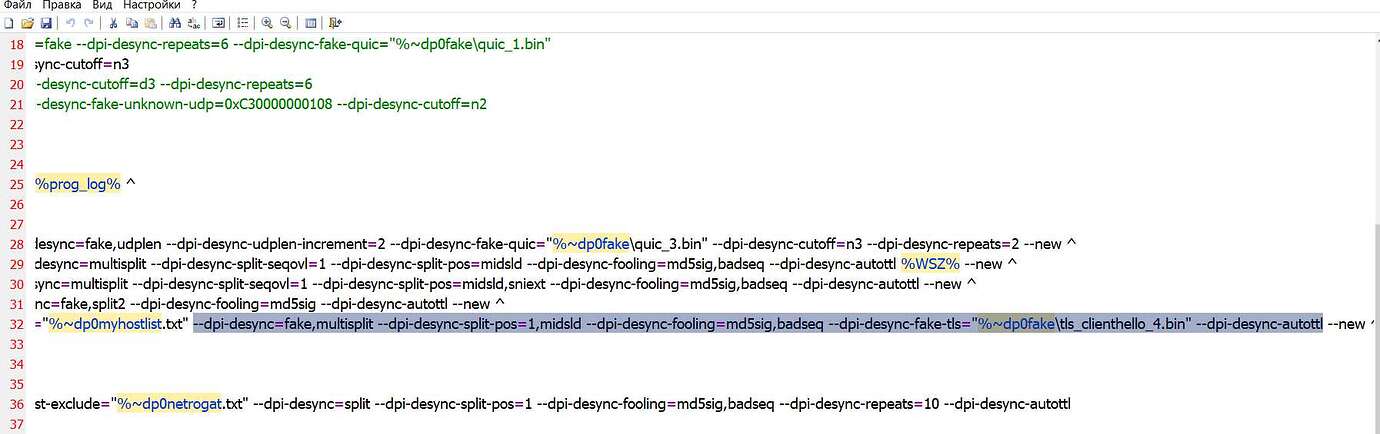 Файл Правка Вид Настройки ?
18 =fake --dpi-desync-repeats=6 --dpi-desync-fake-quic="%~dp0fake\quic_1.bin"
19 sync-cutoff=n3
20 -desync-cutoff=d3 --dpi-desync-repeats=6
21 -desync-fake-unknown-udp=0xC30000000108 --dpi-desync-cutoff=n2
22
23
24
25 %prog_log% ^
26
27
28 desync=fake,udplen --dpi-desync-udplen-increment=2 --dpi-desync-fake-quic="%~dp0fake\quic_3.bin" --dpi-desync-cutoff=n3 --dpi-desync-repeats=2 --new ^
29 desync=multisplit --dpi-desync-split-seqovl=1 --dpi-desync-split-pos=midsld --dpi-desync-fooling=md5sig,badseq --dpi-desync-autottl %WSZ% --new ^
30 sync=multisplit --dpi-desync-split-seqovl=1 --dpi-desync-split-pos=midsld,sniext --dpi-desync-fooling=md5sig,badseq --dpi-desync-autottl --new ^
31 nc=fake,split2 --dpi-desync-fooling=md5sig --dpi-desync-autottl --new ^
32 ="%~dp0myhostlist.txt" --dpi-desync=fake,multisplit --dpi-desync-split-pos=1,midsld --dpi-desync-fooling=md5sig,badseq --dpi-desync-fake-tls="%~dp0fake\tls_clienthello_4.bin" --dpi-desync-autottl --new ^
33
34
35
36 st-exclude="%~dp0netrogat.txt" --dpi-desync=split --dpi-desync-split-pos=1 --dpi-desync-fooling=md5sig,badseq --dpi-desync-repeats=10 --dpi-desync-autottl
37